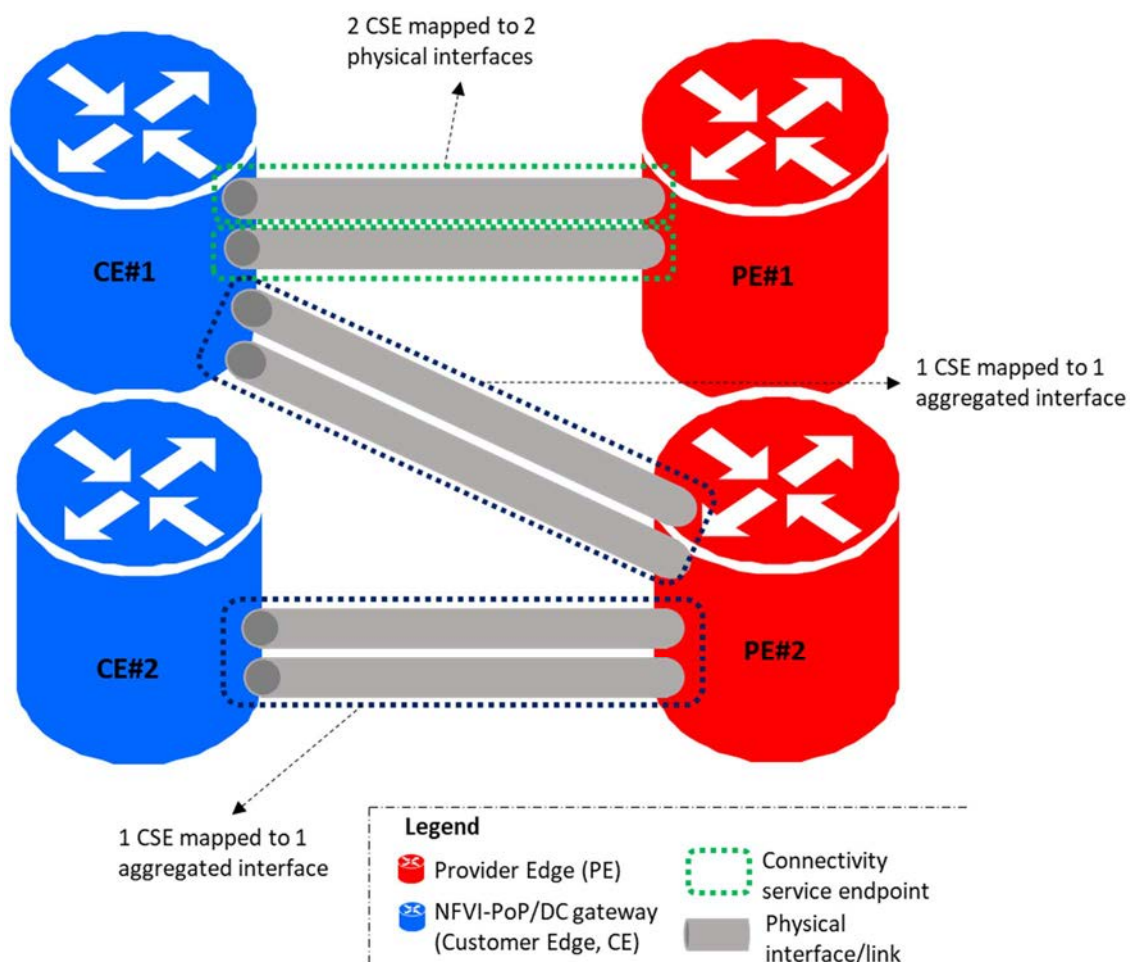 2 CSE mapped to 2
physical interfaces
CE#1
PE#1
1 CSE mapped to 1
aggregated interface
CE#2
PE#2
1 CSE mapped to 1
aggregated interface
Legend
Provider Edge (PE)
NFVI-PoP/DC gateway
(Customer Edge, CE)
Connectivity
service endpoint
Physical
interface/link